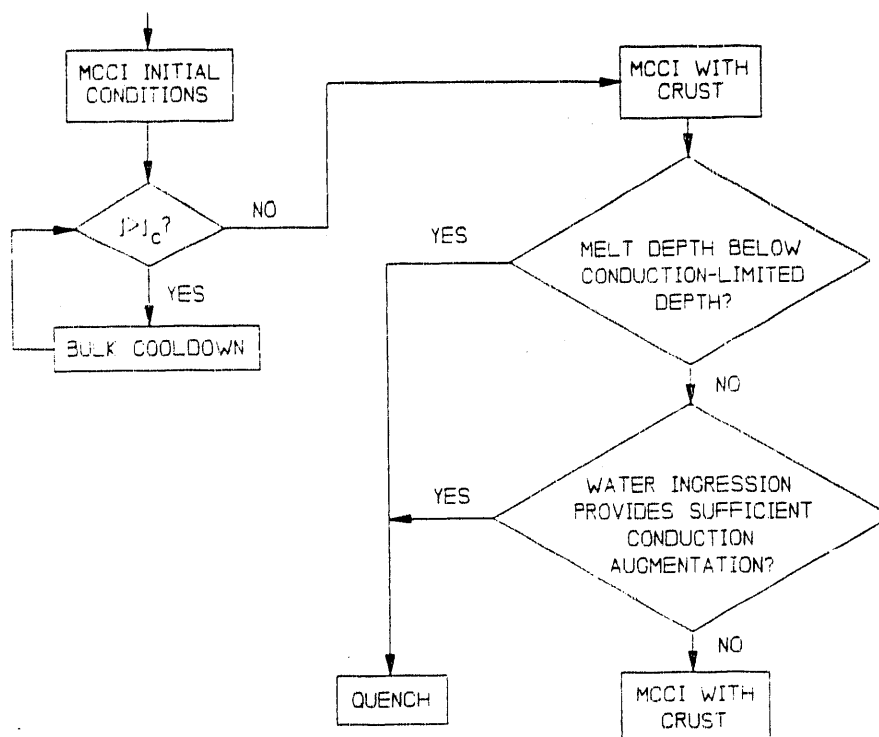 MCCI INITIAL
CONDITIONS
j>j_c?
NO
YES
BULK COOLDOWN
MCCI WITH
CRUST
MELT DEPTH BELOW
CONDUCTION-LIMITED
DEPTH?
YES
NO
WATER INGRESSION
PROVIDES SUFFICIENT
CONDUCTION
AUGMENTATION?
YES
NO
QUENCH
MCCI WITH
CRUST